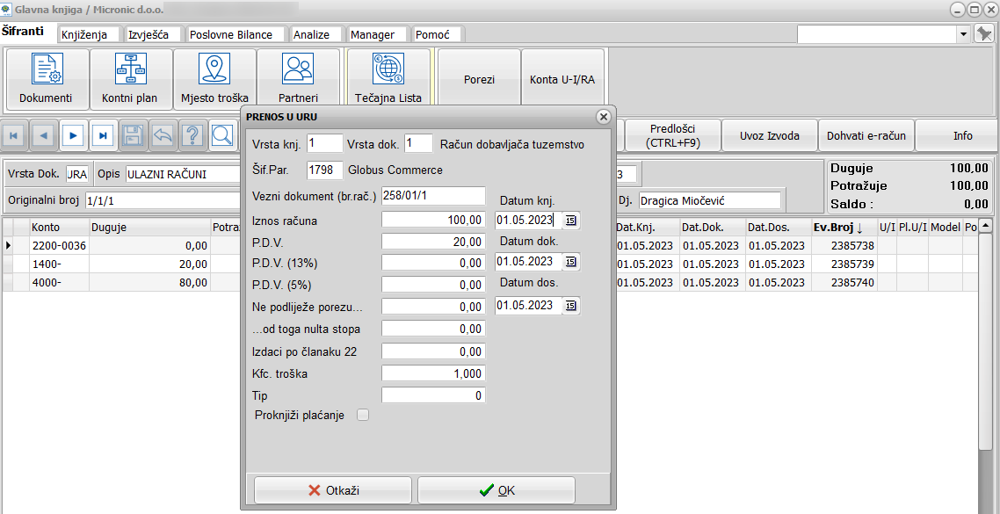 Glavna knjiga / Micronic d.o.o.
Šifranti Knjiženja Izvješća Poslovne Bilance Analize Manager Pomoć
Dokumenti Kontni plan Mjesto troška Partneri Tečajna Lista Porezi Konta U-I/RA
Predlošci (CTRL+F9) Uvoz Izvoda Dohvati e-račun Info
PRENOS U URU
Vrsta knj. 1 Vrsta dok. 1 Račun dobavljača tuzemstvo
Šif.Par. 1798 Globus Commerce
Vezni dokument (br.rač.) 258/01/1 Datum knj.
Iznos računa 100,00 01.05.2023 15
P.D.V. 20,00 Datum dok.
P.D.V. (13%) 0,00 01.05.2023 15
P.D.V. (5%) 0,00 Datum dos.
Ne podliježe porezu... 0,00 01.05.2023 15
...od toga nulta stopa 0,00
Izdaci po članaku 22 0,00
Kfc. troška 1,000
Tip 0
Proknjiži plaćanje
Otkaži OK
Vrsta Dok. URA Opis ULAZNI RAČUNI 3
Originalni broj 1/1/1 Dj. Dragica Miočević
Duguje 100,00
Potražuje 100,00
Saldo : 0,00
Konto Duguje Potra Dat.Knj. Dat.Dok. Dat.Dos. Ev.Broj ↓ U/I Pl.U/I Model Po
2200-0036 0,00 01.05.2023 01.05.2023 01.05.2023 2385738
1400- 20,00 01.05.2023 01.05.2023 01.05.2023 2385739
4000- 80,00 01.05.2023 01.05.2023 01.05.2023 2385740